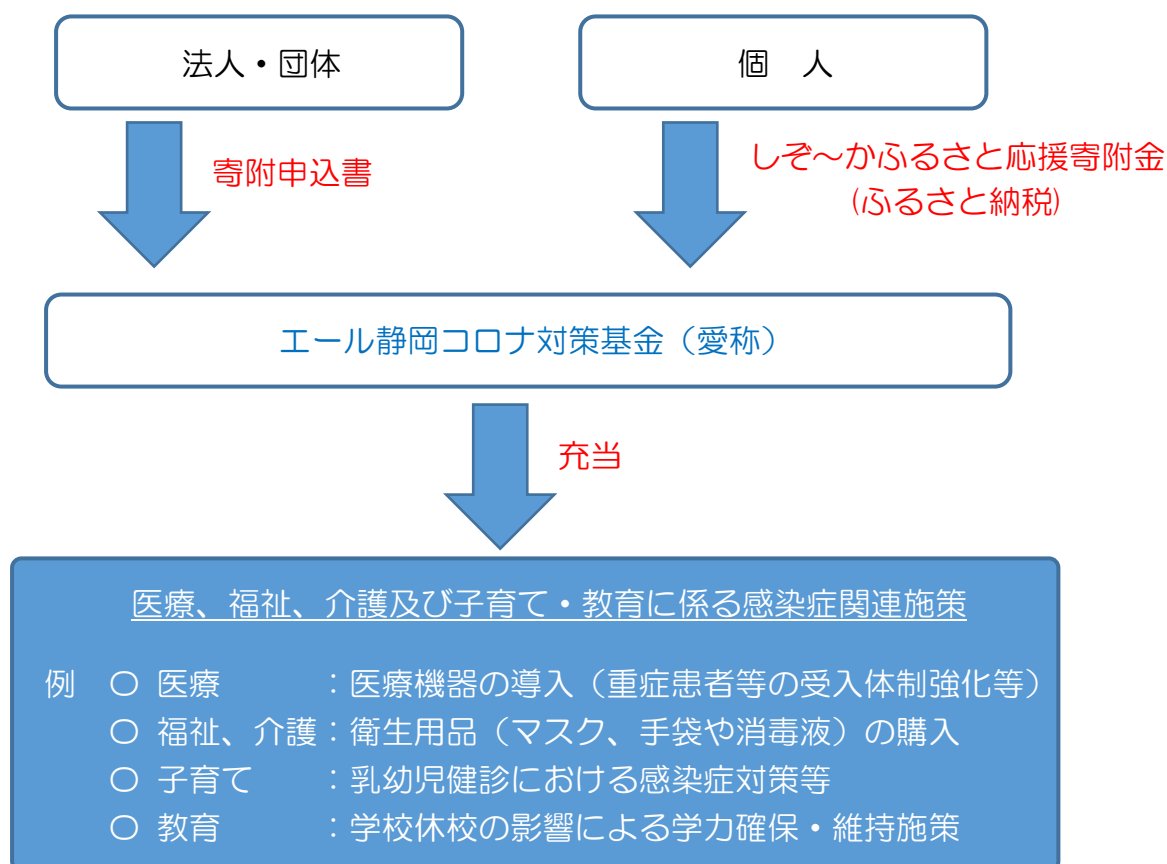 法人・団体
個　人
寄附申込書
しぞ～かふるさと応援寄附金
(ふるさと納税)
エール静岡コロナ対策基金（愛称）
充当
医療、福祉、介護及び子育て・教育に係る感染症関連施策
例　〇 医療　　　：医療機器の導入（重症患者等の受入体制強化等）
〇 福祉、介護：衛生用品（マスク、手袋や消毒液）の購入
〇 子育て　　：乳幼児健診における感染症対策等
〇 教育　　　：学校休校の影響による学力確保・維持施策